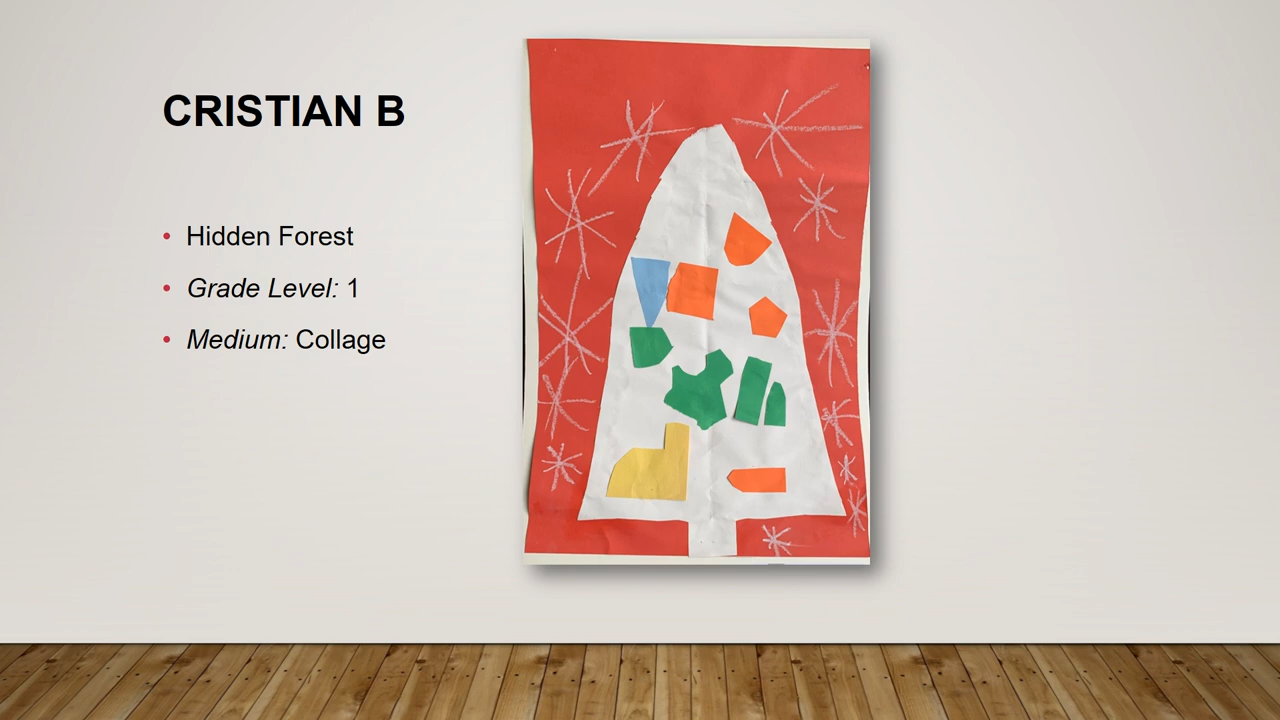 CRISTIAN B
• Hidden Forest
• Grade Level: 1
• Medium: Collage